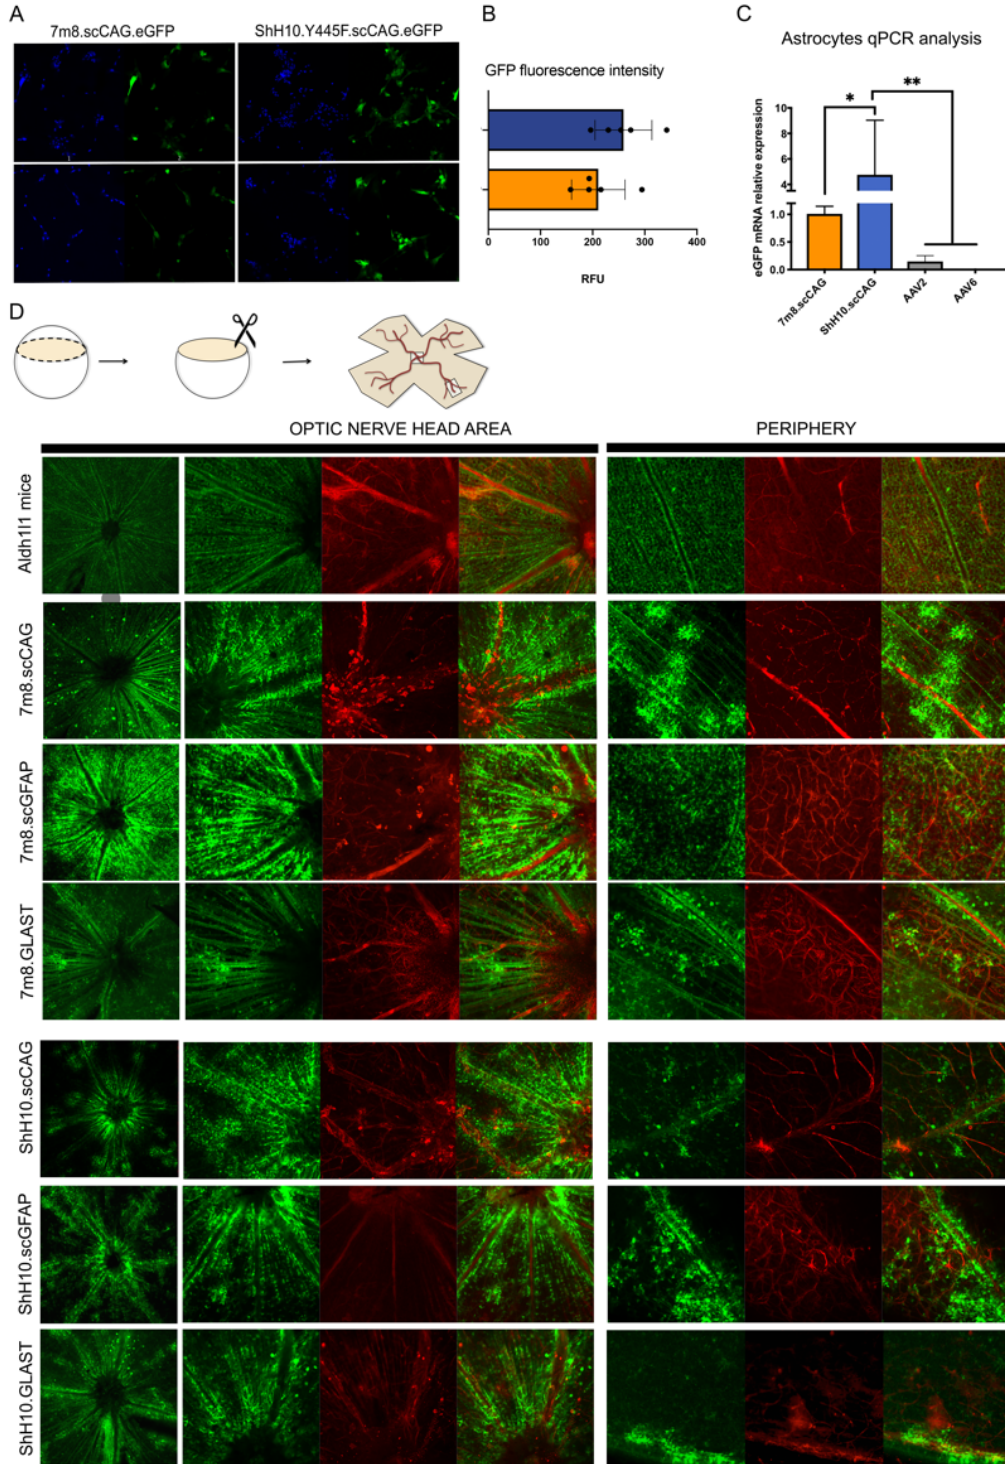 A
7m8.scCAG.eGFP
ShH10.Y445F.scCAG.eGFP
B
GFP fluorescence intensity
0
100
200
300
400
RFU
C
Astrocytes qPCR analysis
eGFP mRNA relative expression
10
8
6
4
1.0
0.5
0.0
*
**
7m8.scCAG
ShH10.scCAG
AAV2
AAV6
D
OPTIC NERVE HEAD AREA
PERIPHERY
Aldh1l1 mice
7m8.scCAG
7m8.scGFAP
7m8.GLAST
ShH10.scCAG
ShH10.scGFAP
ShH10.GLAST